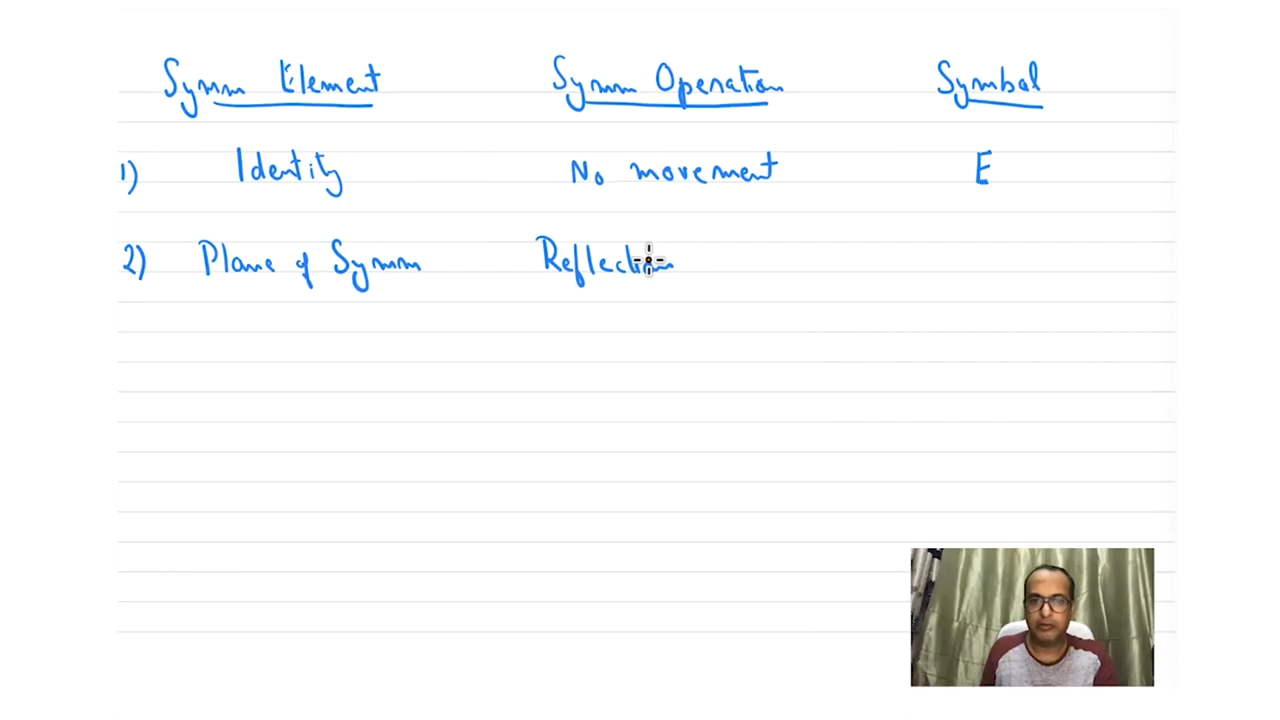 Symm Element Symm Operation Symbol
1) Identity No movement E
2) Plane of Symm Reflection